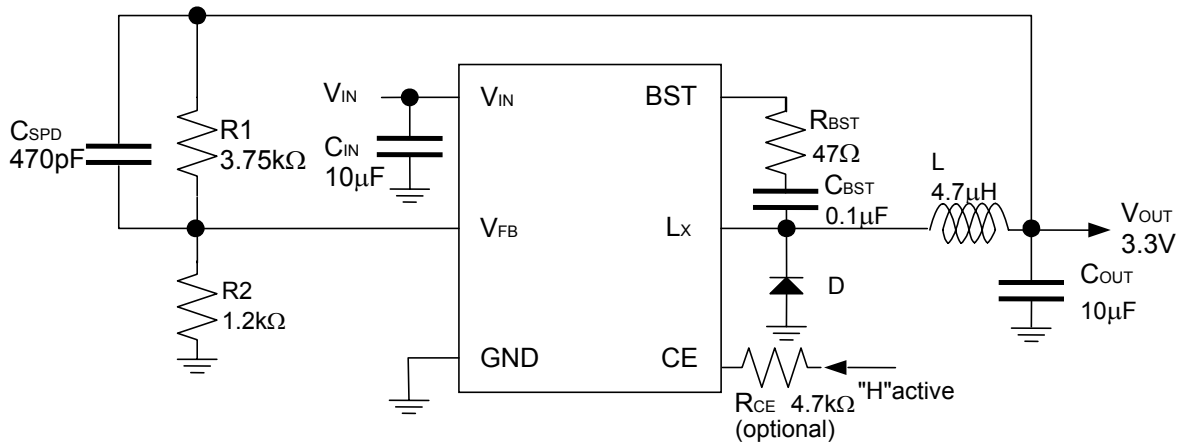 VIN
VIN
BST
CSPD
470pF
R1
3.75kΩ
CIN
10μF
RBST
47Ω
CBST
0.1μF
L
4.7μH
VFB
LX
VOUT
3.3V
R2
1.2kΩ
D
COUT
10μF
GND
CE
RCE 4.7kΩ
(optional)
"H"active